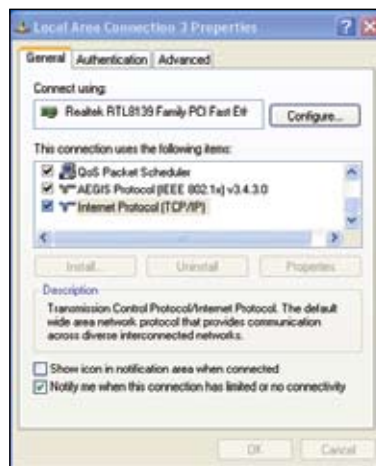 Local Area Connection 3 Properties
General Authentication Advanced
Connect using:
Realtek RTL8139 Family PCI Fast Eth
Configure...
This connection uses the following items:
QoS Packet Scheduler
AEGIS Protocol (IEEE 802.1x) v3.4.3.0
Internet Protocol (TCP/IP)
Install... Uninstall Properties
Description
Transmission Control Protocol/Internet Protocol. The default
wide area network protocol that provides communication
across diverse interconnected networks.
Show icon in notification area when connected
Notify me when this connection has limited or no connectivity
OK Cancel